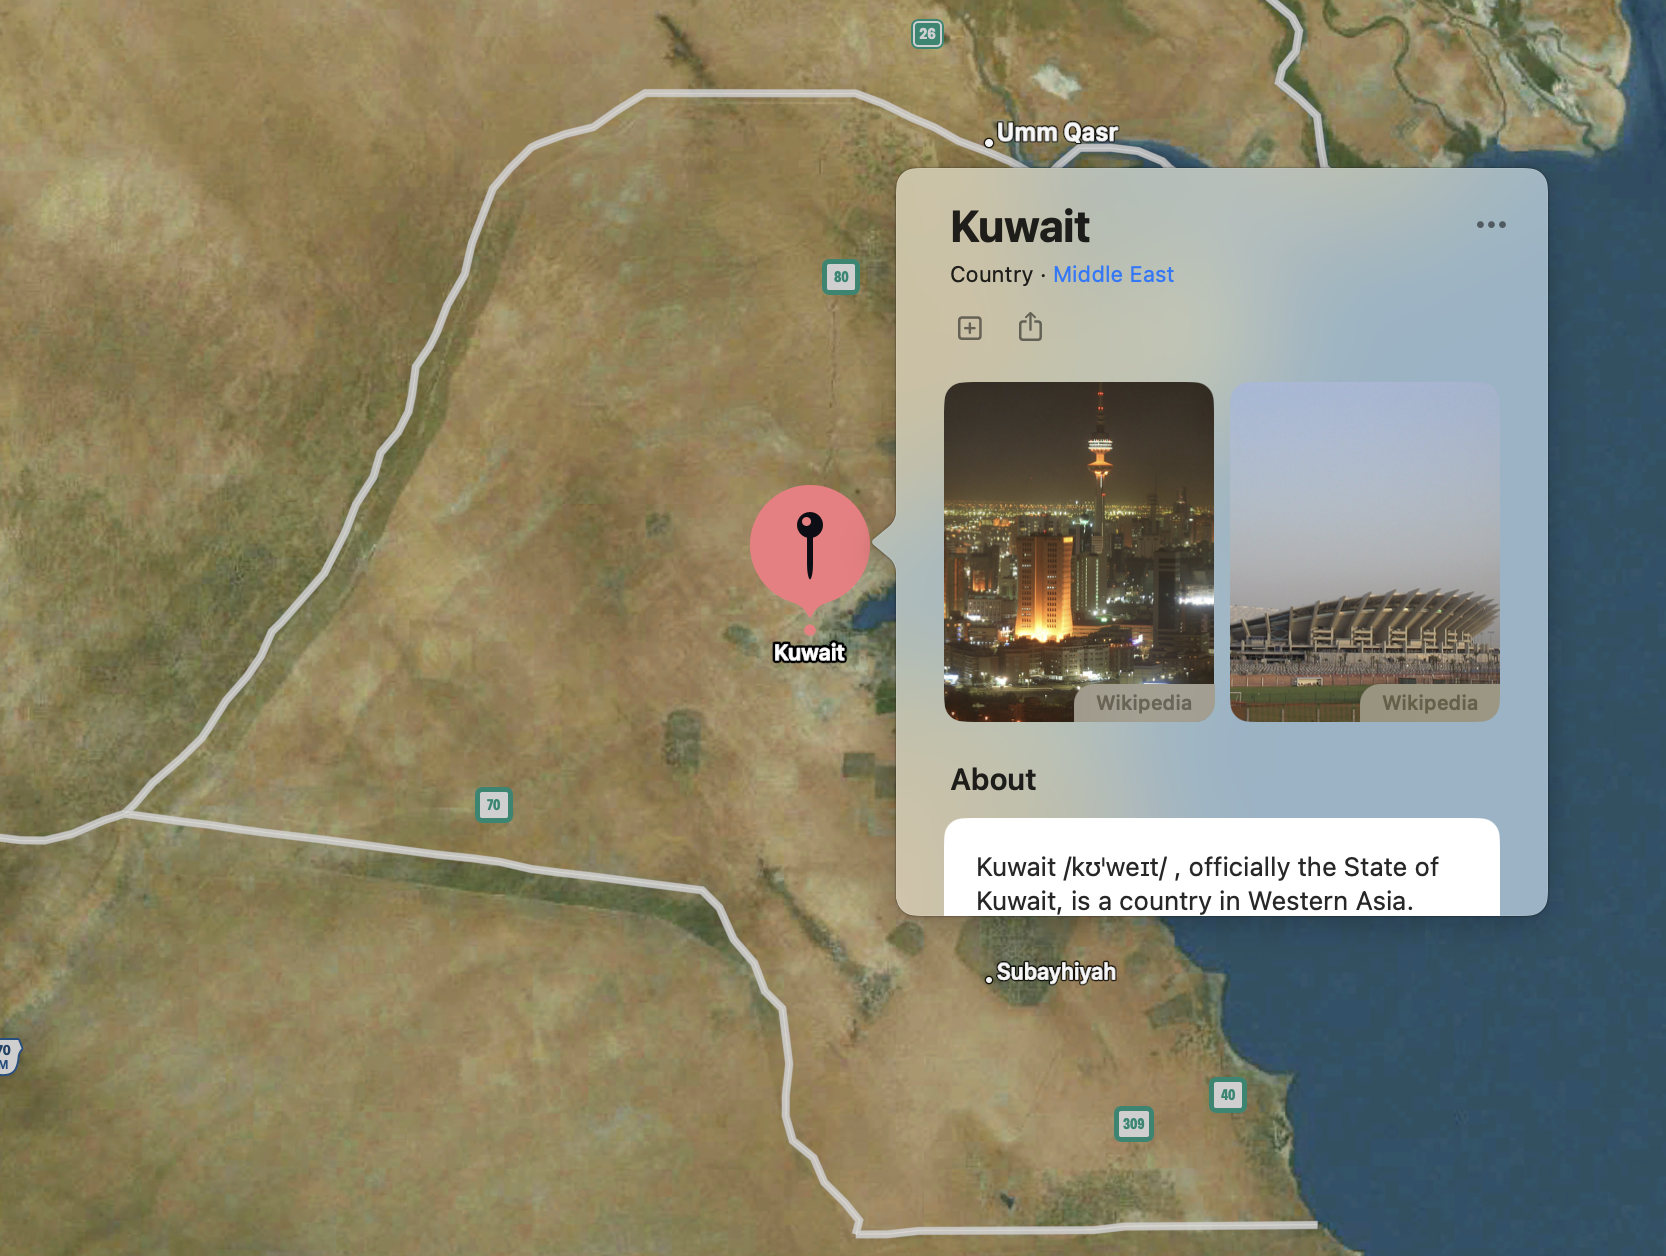 26
Umm Qasr
Kuwait
Country · Middle East
80
Wikipedia
Wikipedia
Kuwait
About
70
Kuwait /kʊˈweɪt/ , officially the State of
Kuwait, is a country in Western Asia.
Subayhiyah
70
M
40
309